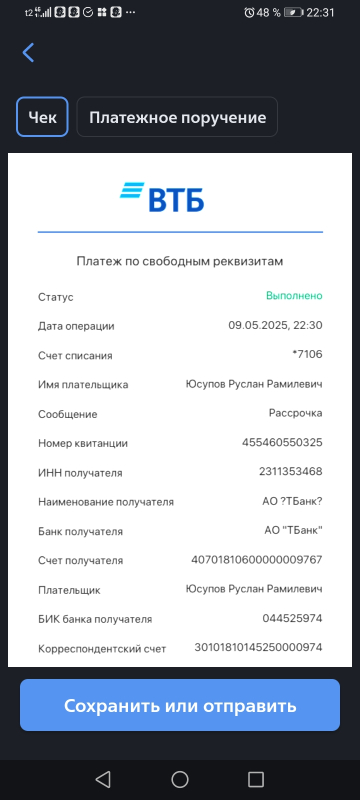 t2 48 % 22:31
Чек Платежное поручение
ВТБ
Платеж по свободным реквизитам
Статус Выполнено
Дата операции 09.05.2025, 22:30
Счет списания *7106
Имя плательщика Юсупов Руслан Рамилевич
Сообщение Рассрочка
Номер квитанции 455460550325
ИНН получателя 2311353468
Наименование получателя АО ?ТБанк?
Банк получателя АО "ТБанк"
Счет получателя 40701810600000009767
Плательщик Юсупов Руслан Рамилевич
БИК банка получателя 044525974
Корреспондентский счет 30101810145250000974
Сохранить или отправить